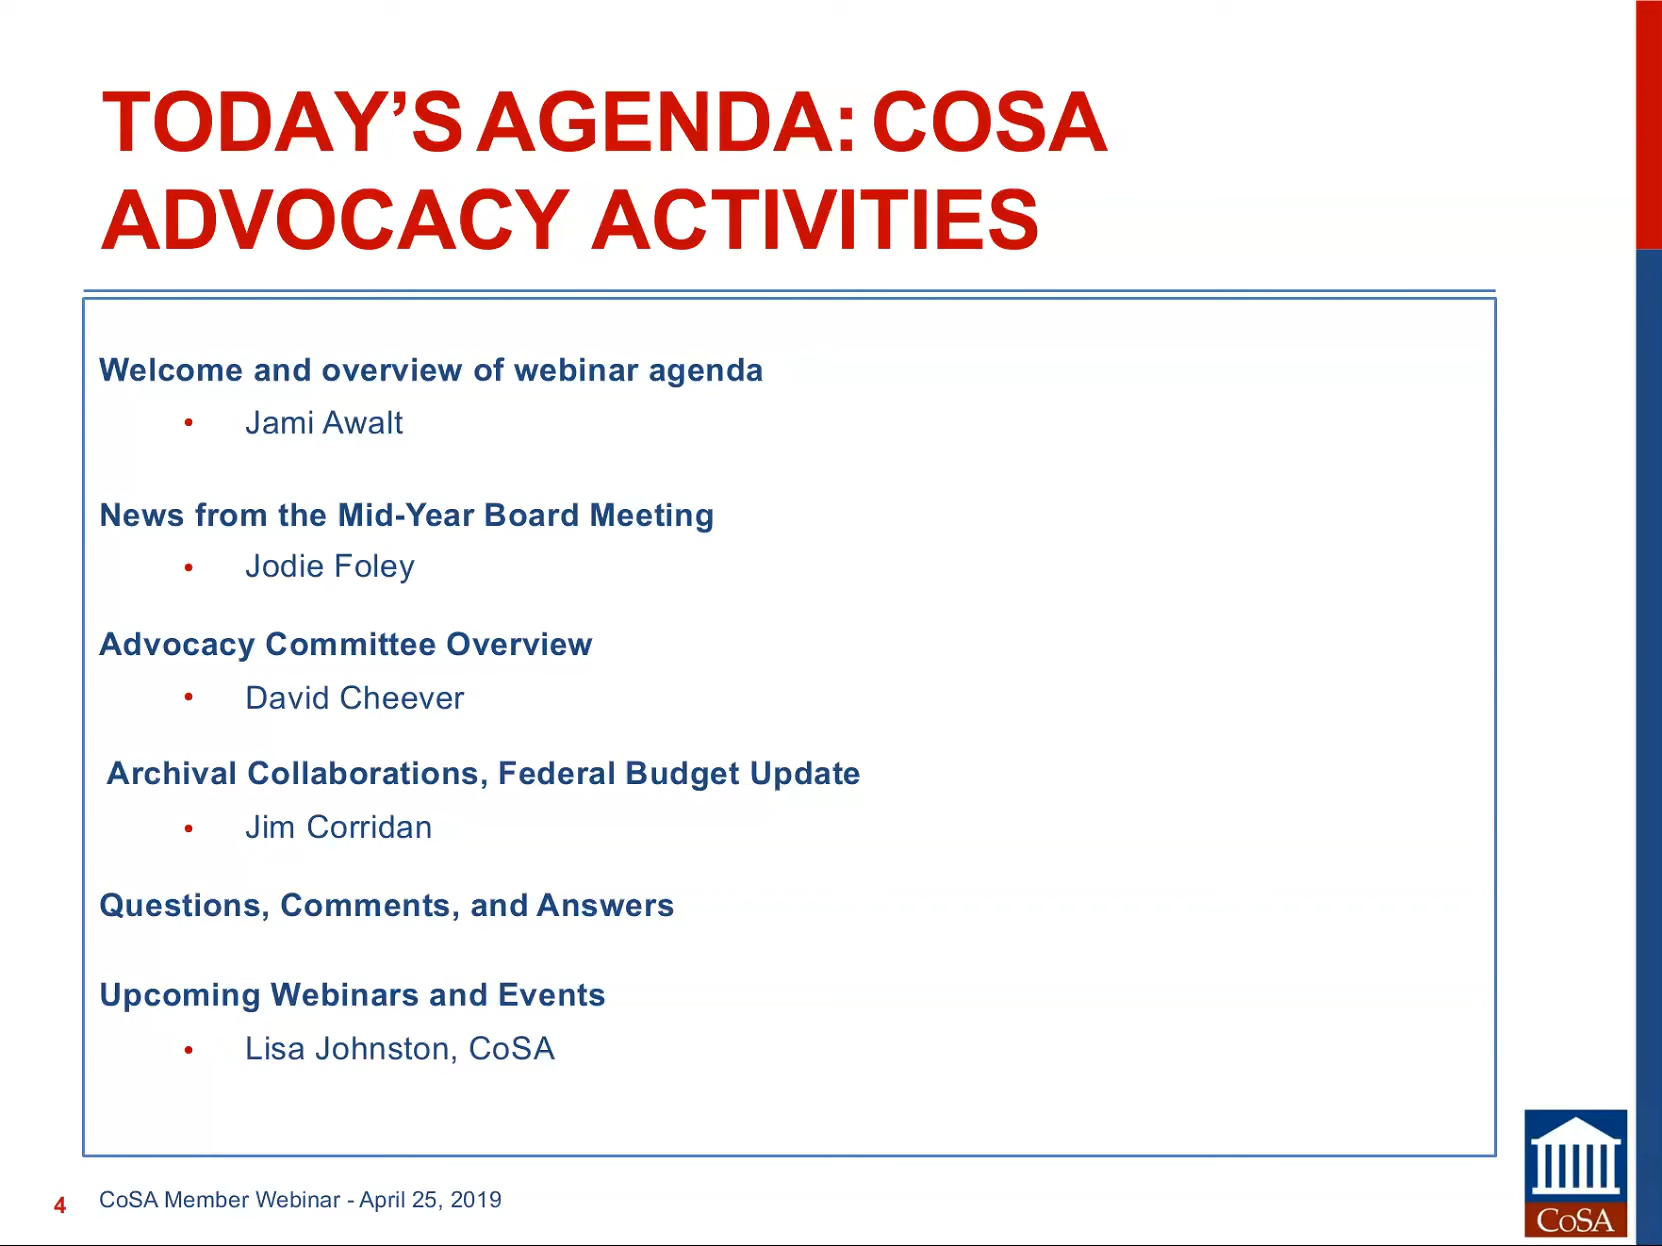 TODAY’S AGENDA: COSA
ADVOCACY ACTIVITIES
Welcome and overview of webinar agenda
• Jami Awalt
News from the Mid-Year Board Meeting
• Jodie Foley
Advocacy Committee Overview
• David Cheever
Archival Collaborations, Federal Budget Update
• Jim Corridan
Questions, Comments, and Answers
Upcoming Webinars and Events
• Lisa Johnston, CoSA
4 CoSA Member Webinar - April 25, 2019
CoSA